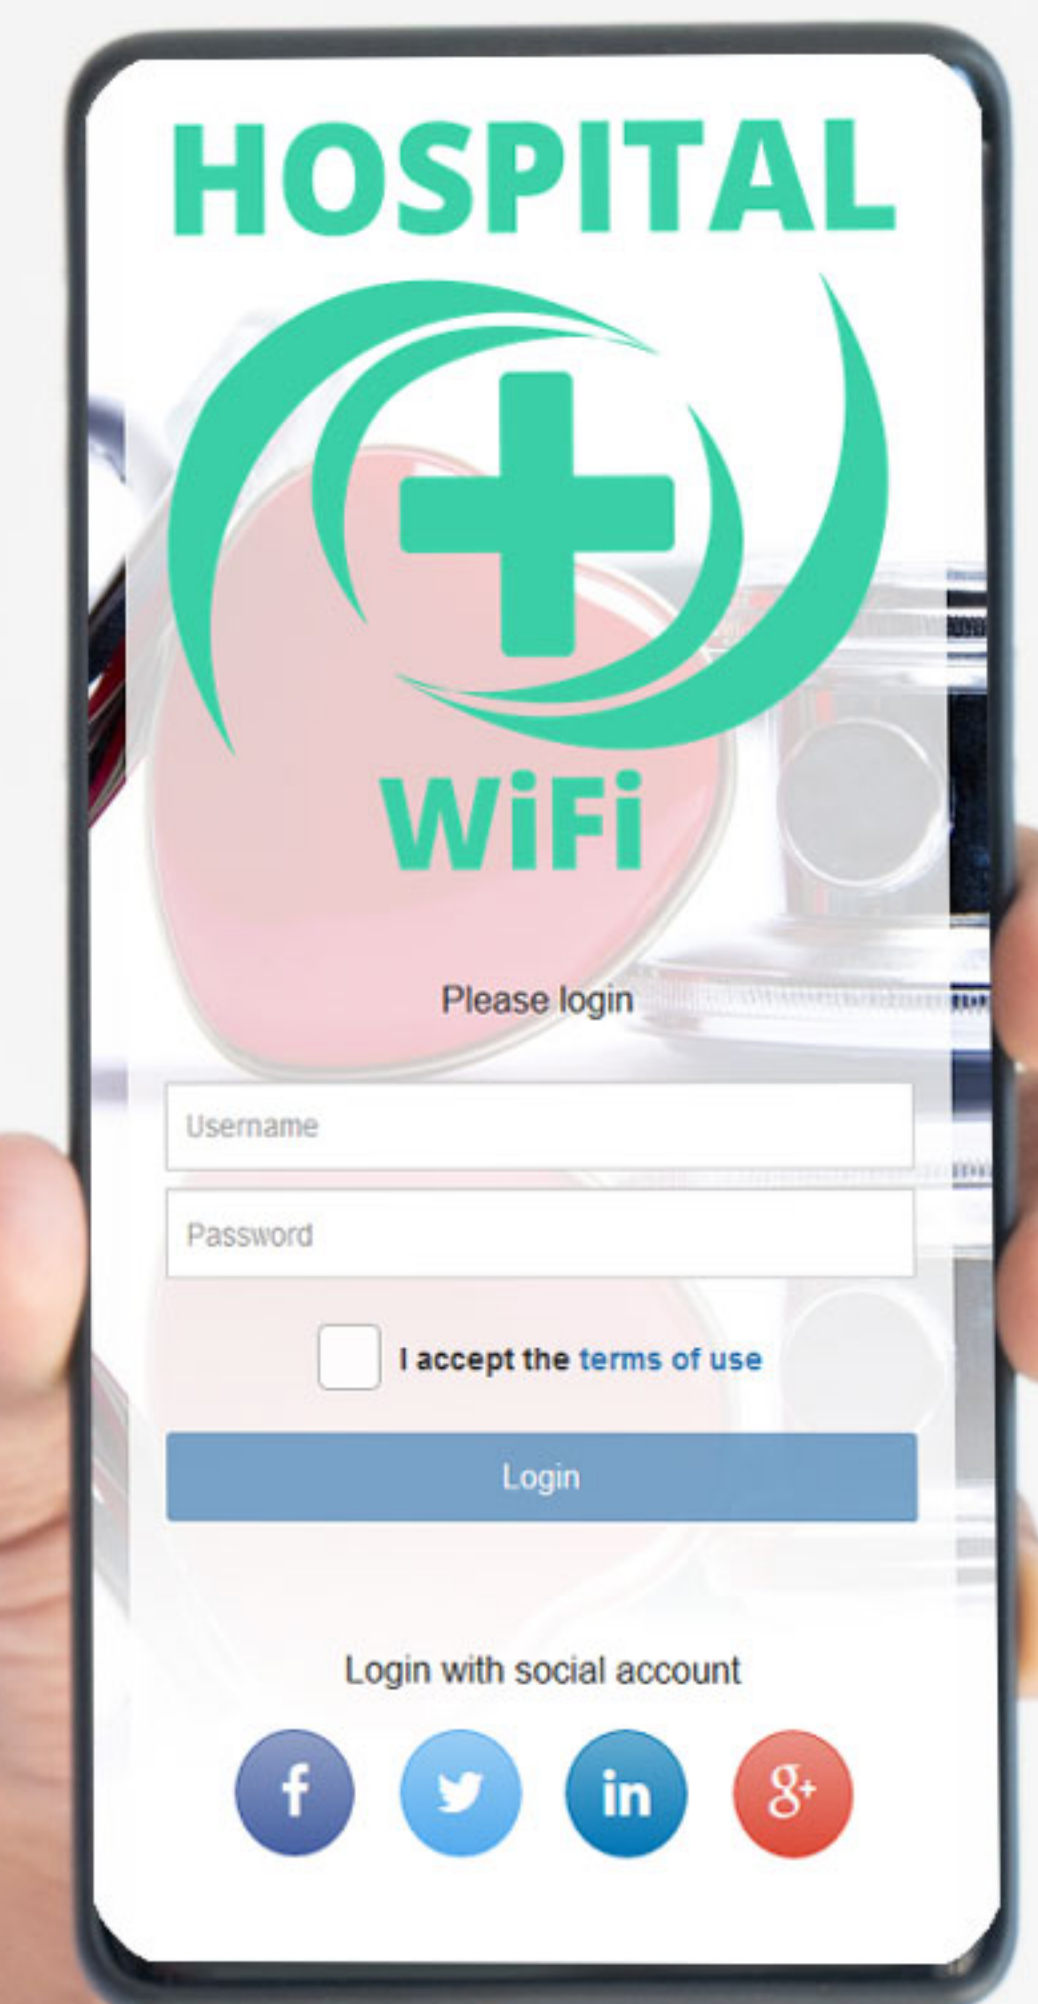 HOSPITAL
WiFi
Please login
Username
Password
I accept the terms of use
Login
Login with social account
f in g+